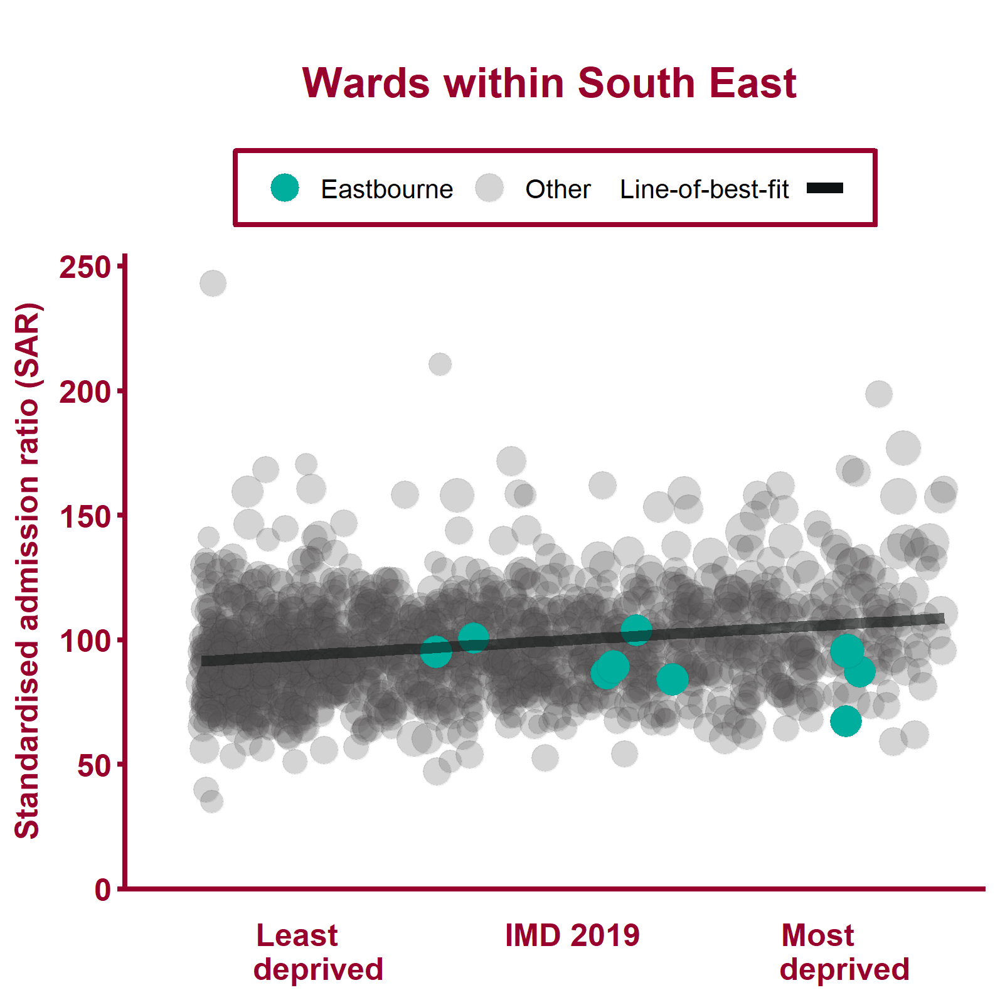 Wards within South East
Eastbourne Other Line-of-best-fit
Standardised admission ratio (SAR)
250
200
150
100
50
0
Least deprived
IMD 2019
Most deprived